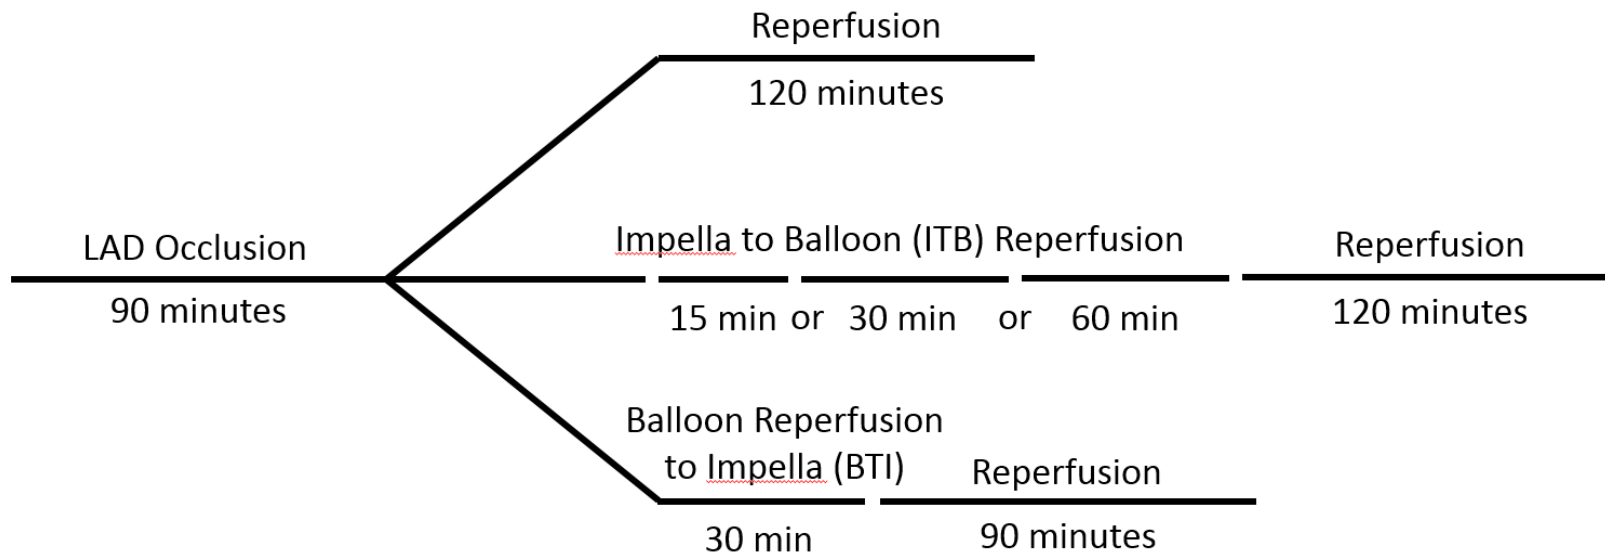 Reperfusion
120 minutes
LAD Occlusion
90 minutes
Impella to Balloon (ITB) Reperfusion
15 min or 30 min or 60 min
Reperfusion
120 minutes
Balloon Reperfusion
to Impella (BTI)
30 min
Reperfusion
90 minutes